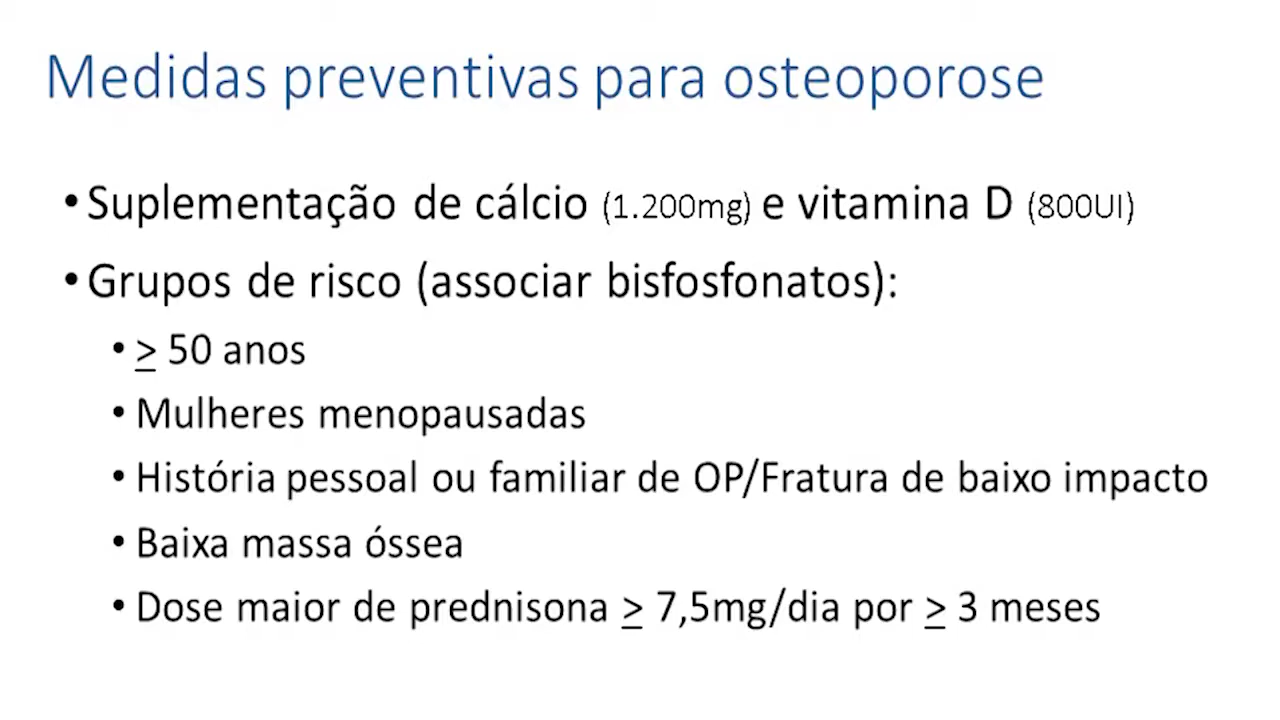 Medidas preventivas para osteoporose
• Suplementação de cálcio (1.200mg) e vitamina D (800UI)
• Grupos de risco (associar bisfosfonatos):
• ≥ 50 anos
• Mulheres menopausadas
• História pessoal ou familiar de OP/Fratura de baixo impacto
• Baixa massa óssea
• Dose maior de prednisona ≥ 7,5mg/dia por ≥ 3 meses